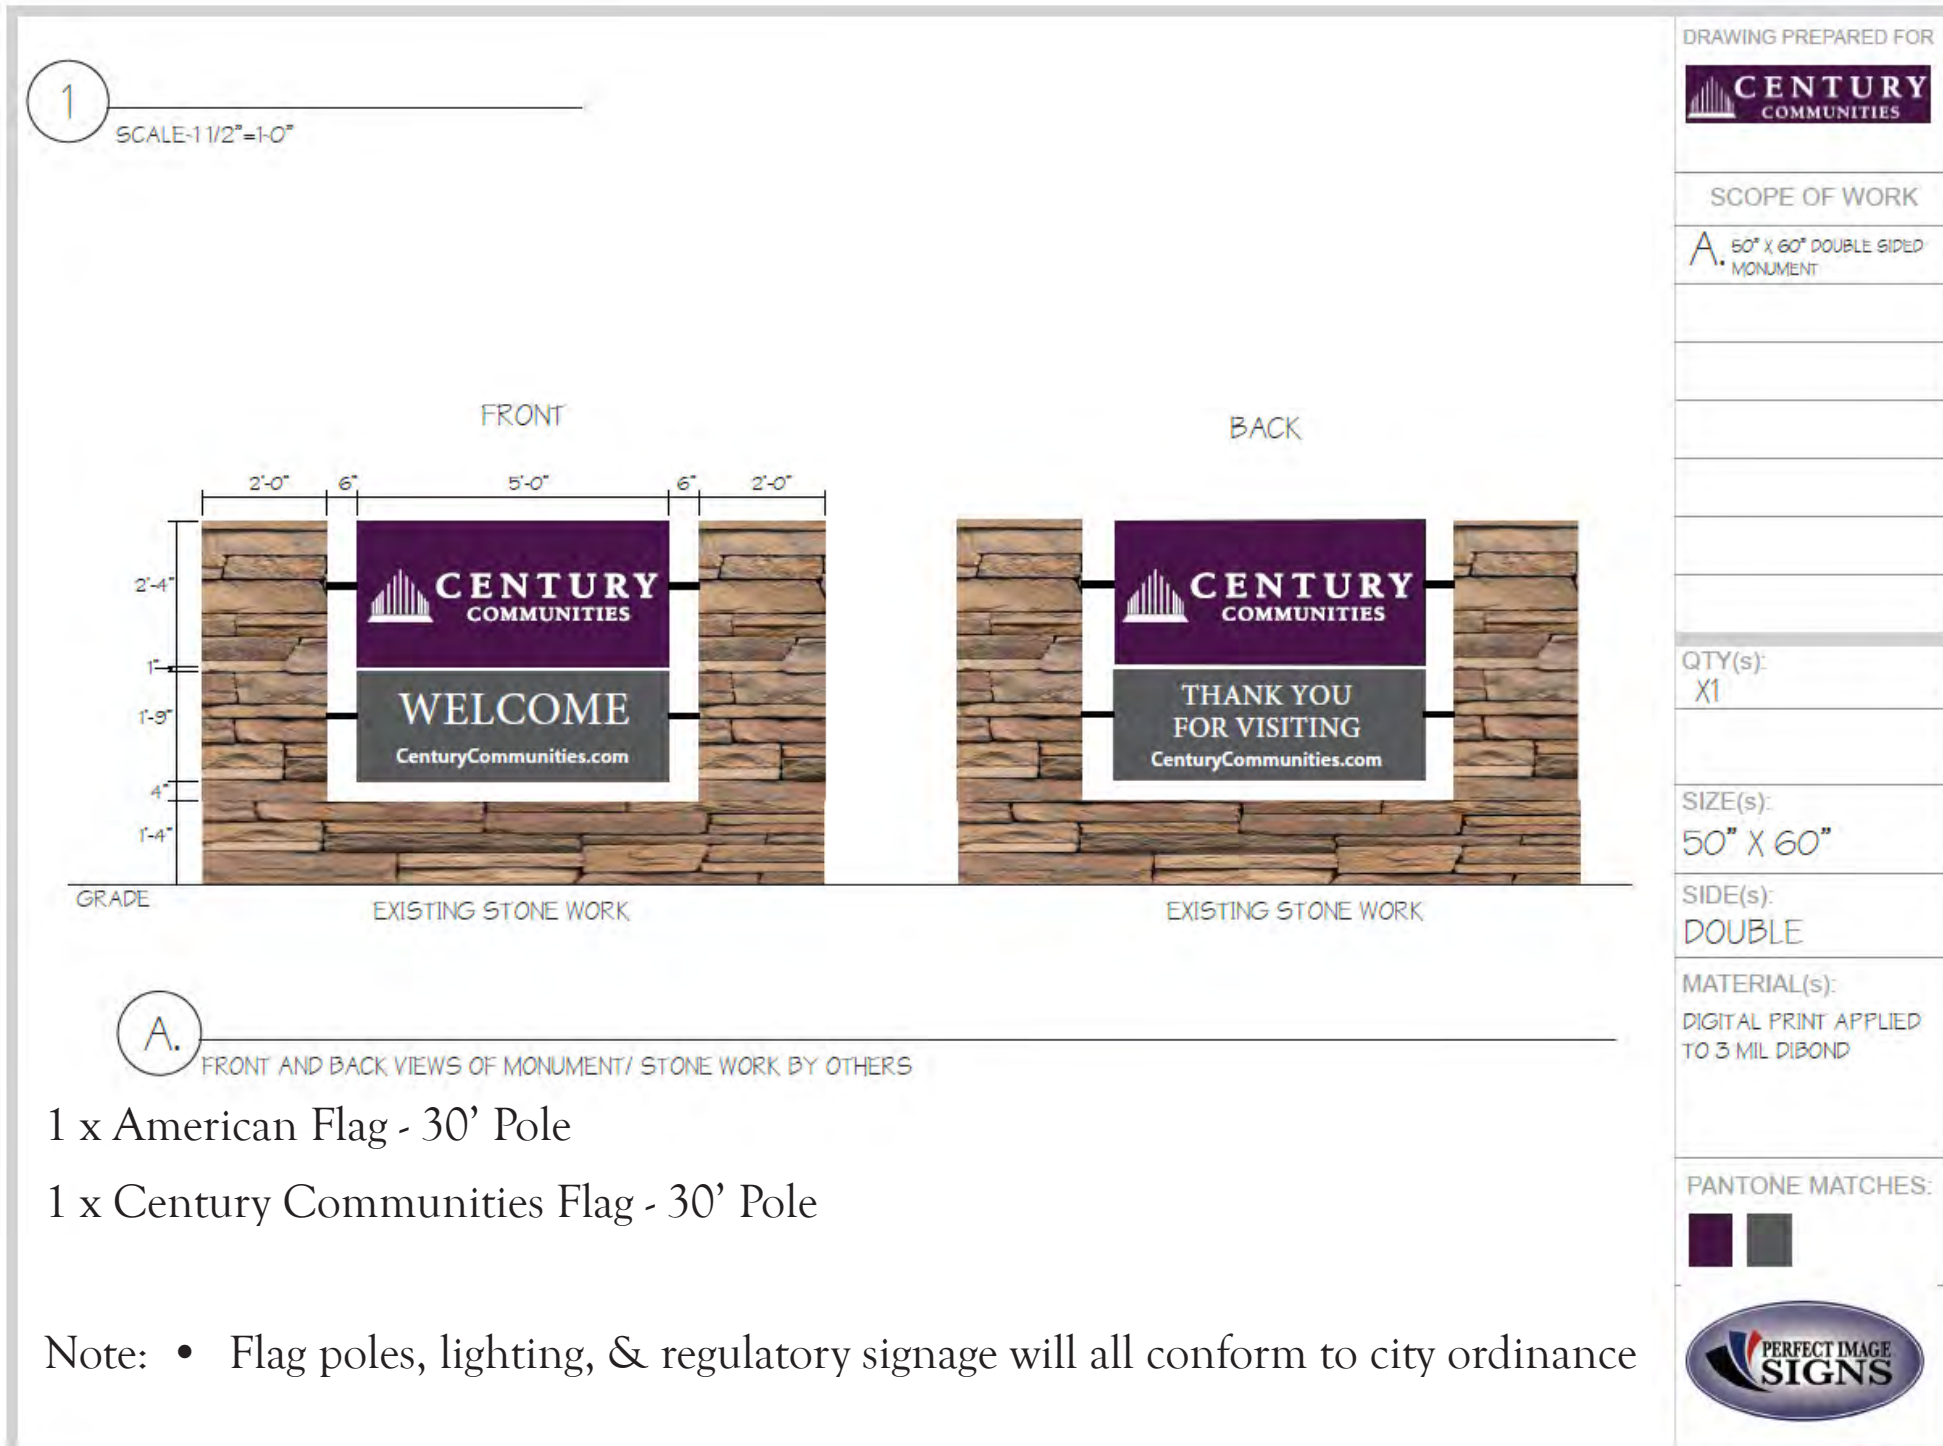 1
SCALE-1 1/2"=1-0"
FRONT
2'-0" 6" 5'-0" 6" 2'-0"
2'-4"
1"
1'-9"
4"
1'-4"
CENTURY
COMMUNITIES
WELCOME
CenturyCommunities.com
GRADE
EXISTING STONE WORK
BACK
CENTURY
COMMUNITIES
THANK YOU
FOR VISITING
CenturyCommunities.com
EXISTING STONE WORK
A.
FRONT AND BACK VIEWS OF MONUMENT/ STONE WORK BY OTHERS
1 x American Flag - 30' Pole
1 x Century Communities Flag - 30' Pole
Note: • Flag poles, lighting, & regulatory signage will all conform to city ordinance
DRAWING PREPARED FOR
CENTURY
COMMUNITIES
SCOPE OF WORK
A. 50" X 60" DOUBLE SIDED
MONUMENT
QTY(s):
X1
SIZE(s):
50" X 60"
SIDE(s):
DOUBLE
MATERIAL(s):
DIGITAL PRINT APPLIED
TO 3 MIL DIBOND
PANTONE MATCHES:
PERFECT IMAGE
SIGNS